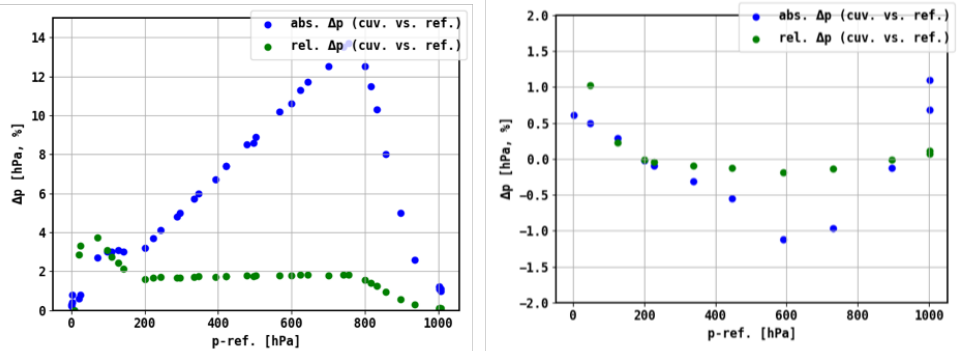 abs. Δp (cuv. vs. ref.)
rel. Δp (cuv. vs. ref.)
14
12
10
8
6
4
2
0
Δp [hPa, %]
0 200 400 600 800 1000
p-ref. [hPa]
abs. Δp (cuv. vs. ref.)
rel. Δp (cuv. vs. ref.)
2.0
1.5
1.0
0.5
0.0
−0.5
−1.0
−1.5
−2.0
Δp [hPa, %]
0 200 400 600 800 1000
p-ref. [hPa]